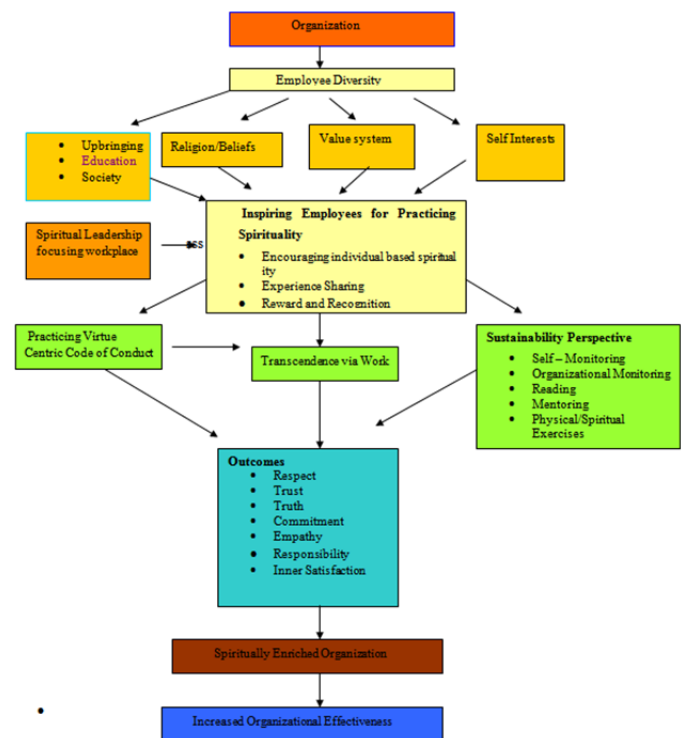 Organization
Employee Diversity
• Upbringing
• Education
• Society
Religion/Beliefs
Value system
Self Interests
Spiritual Leadership
focusing workplace
ass
Inspiring Employees for Practicing
Spirituality
• Encouraging individual based spiritual
ity
• Experience Sharing
• Reward and Recognition
Practicing Virtue
Centric Code of Conduct
Transcendence via Work
Sustainability Perspective
• Self – Monitoring
• Organizational Monitoring
• Reading
• Mentoring
• Physical/Spiritual
Exercises
Outcomes
• Respect
• Trust
• Truth
• Commitment
• Empathy
• Responsibility
• Inner Satisfaction
Spiritually Enriched Organization
•
Increased Organizational Effectiveness